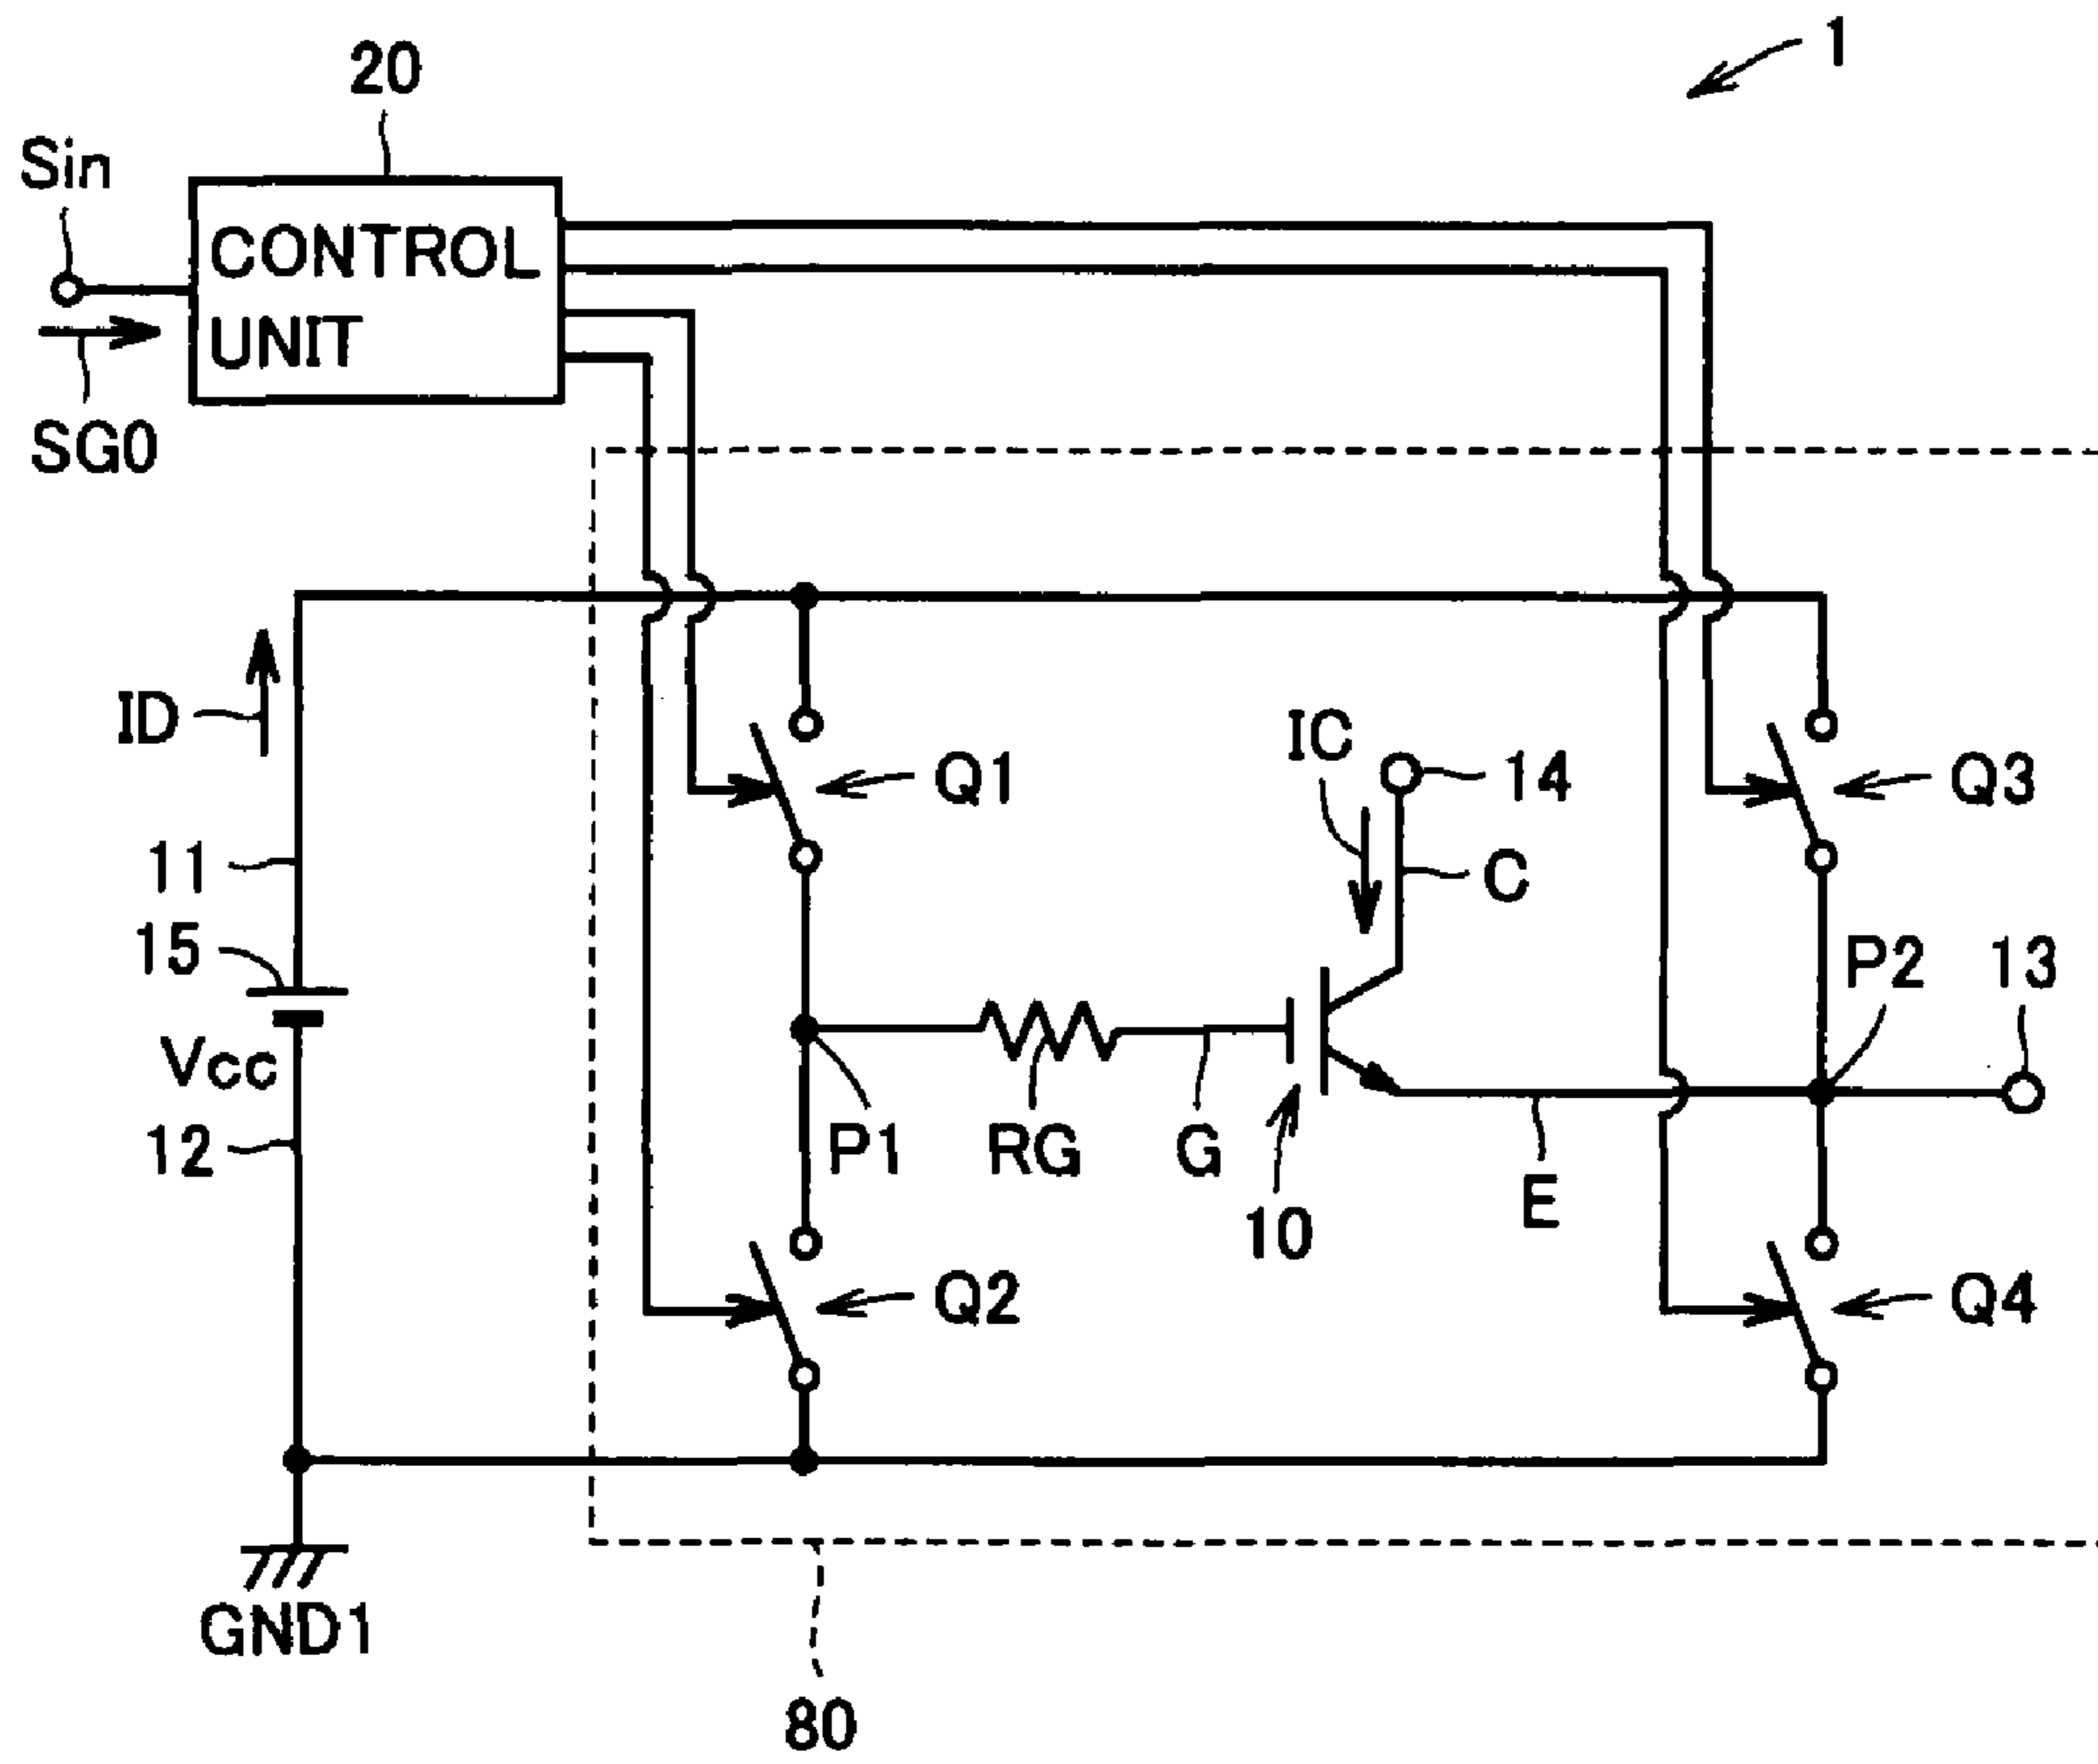 1
20
Sin
CONTROL
UNIT
SG0
ID
Q1
IC
14
Q3
11
C
15
P2
13
Vcc
12
P1
RG
G
10
E
Q2
Q4
GND1
80